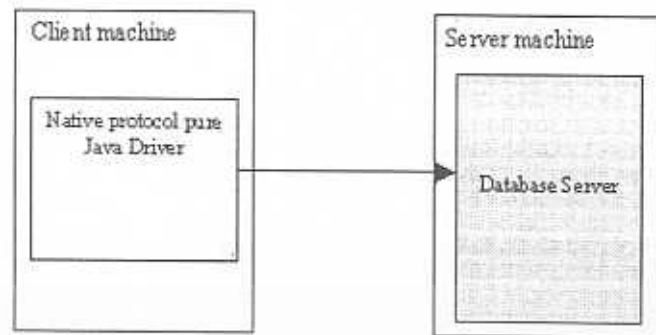 Client machine
Native protocol pure
Java Driver
Server machine
Database Server